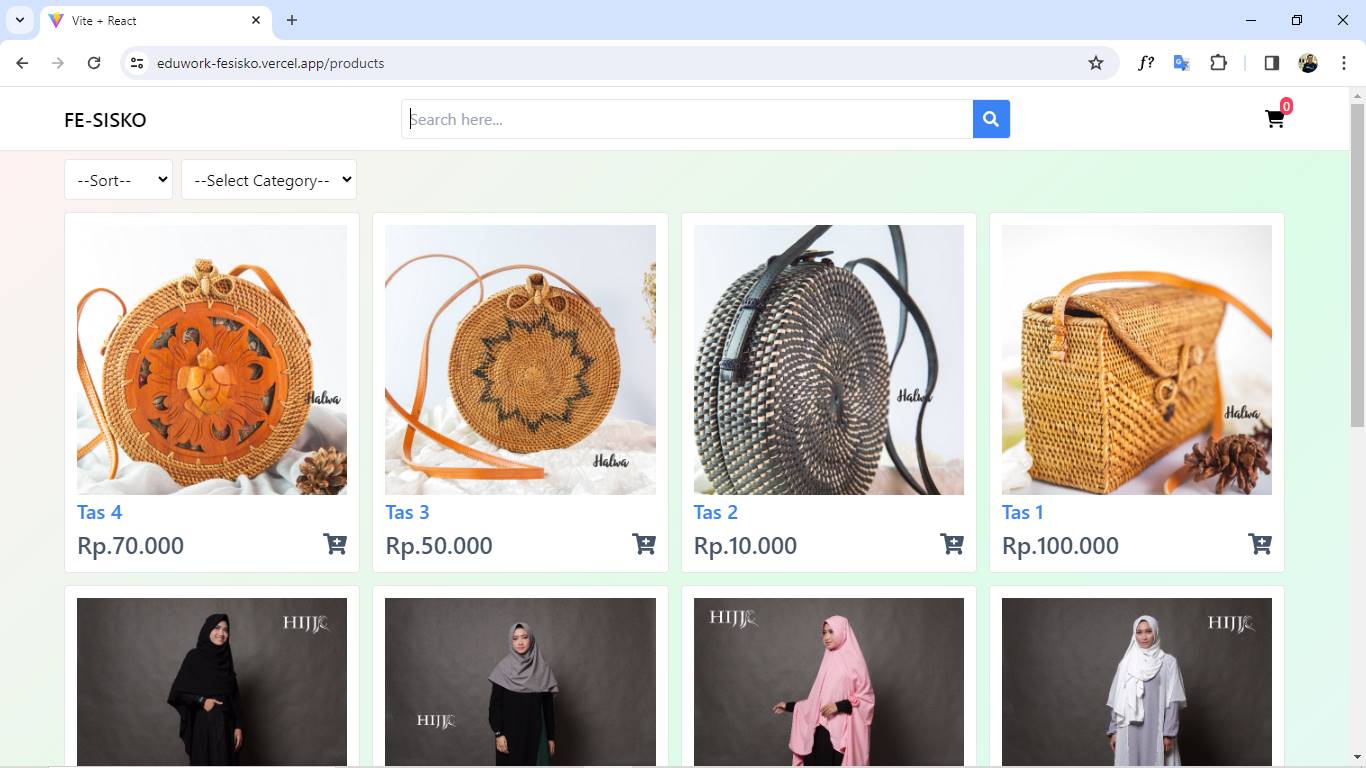 Vite + React
eduwork-fesisko.vercel.app/products
f?
FE-SISKO
Search here...
0
--Sort--
--Select Category--
Halwa
Halwa
Halwa
Halwa
Tas 4
Tas 3
Tas 2
Tas 1
Rp.70.000
Rp.50.000
Rp.10.000
Rp.100.000
HIJJ
HIJJ
HIJJ
HIJJ